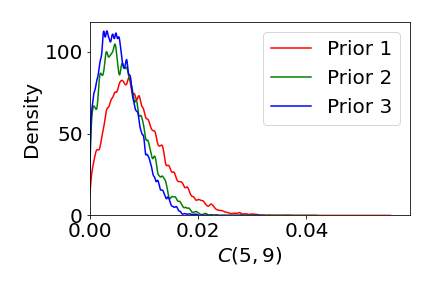 Prior 1
Prior 2
Prior 3
Density
100
50
0
0.00 0.02 0.04
C(5, 9)